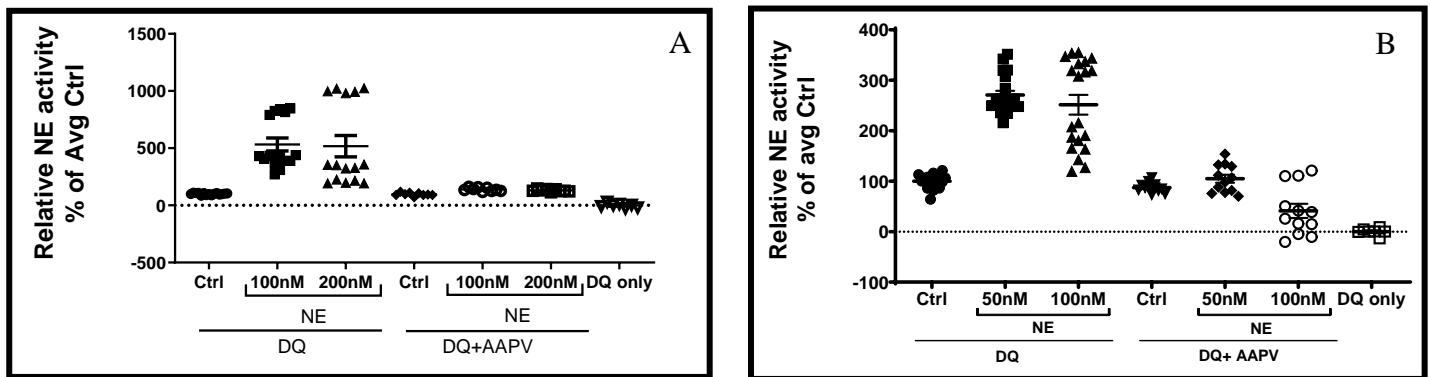 A
Relative NE activity
% of Avg Ctrl
1500
1000
500
0
-500
Ctrl 100nM 200nM Ctrl 100nM 200nM DQ only
NE NE
DQ DQ+AAPV
B
Relative NE activity
% of avg Ctrl
400
300
200
100
0
-100
Ctrl 50nM 100nM Ctrl 50nM 100nM DQ only
NE NE
DQ DQ+ AAPV